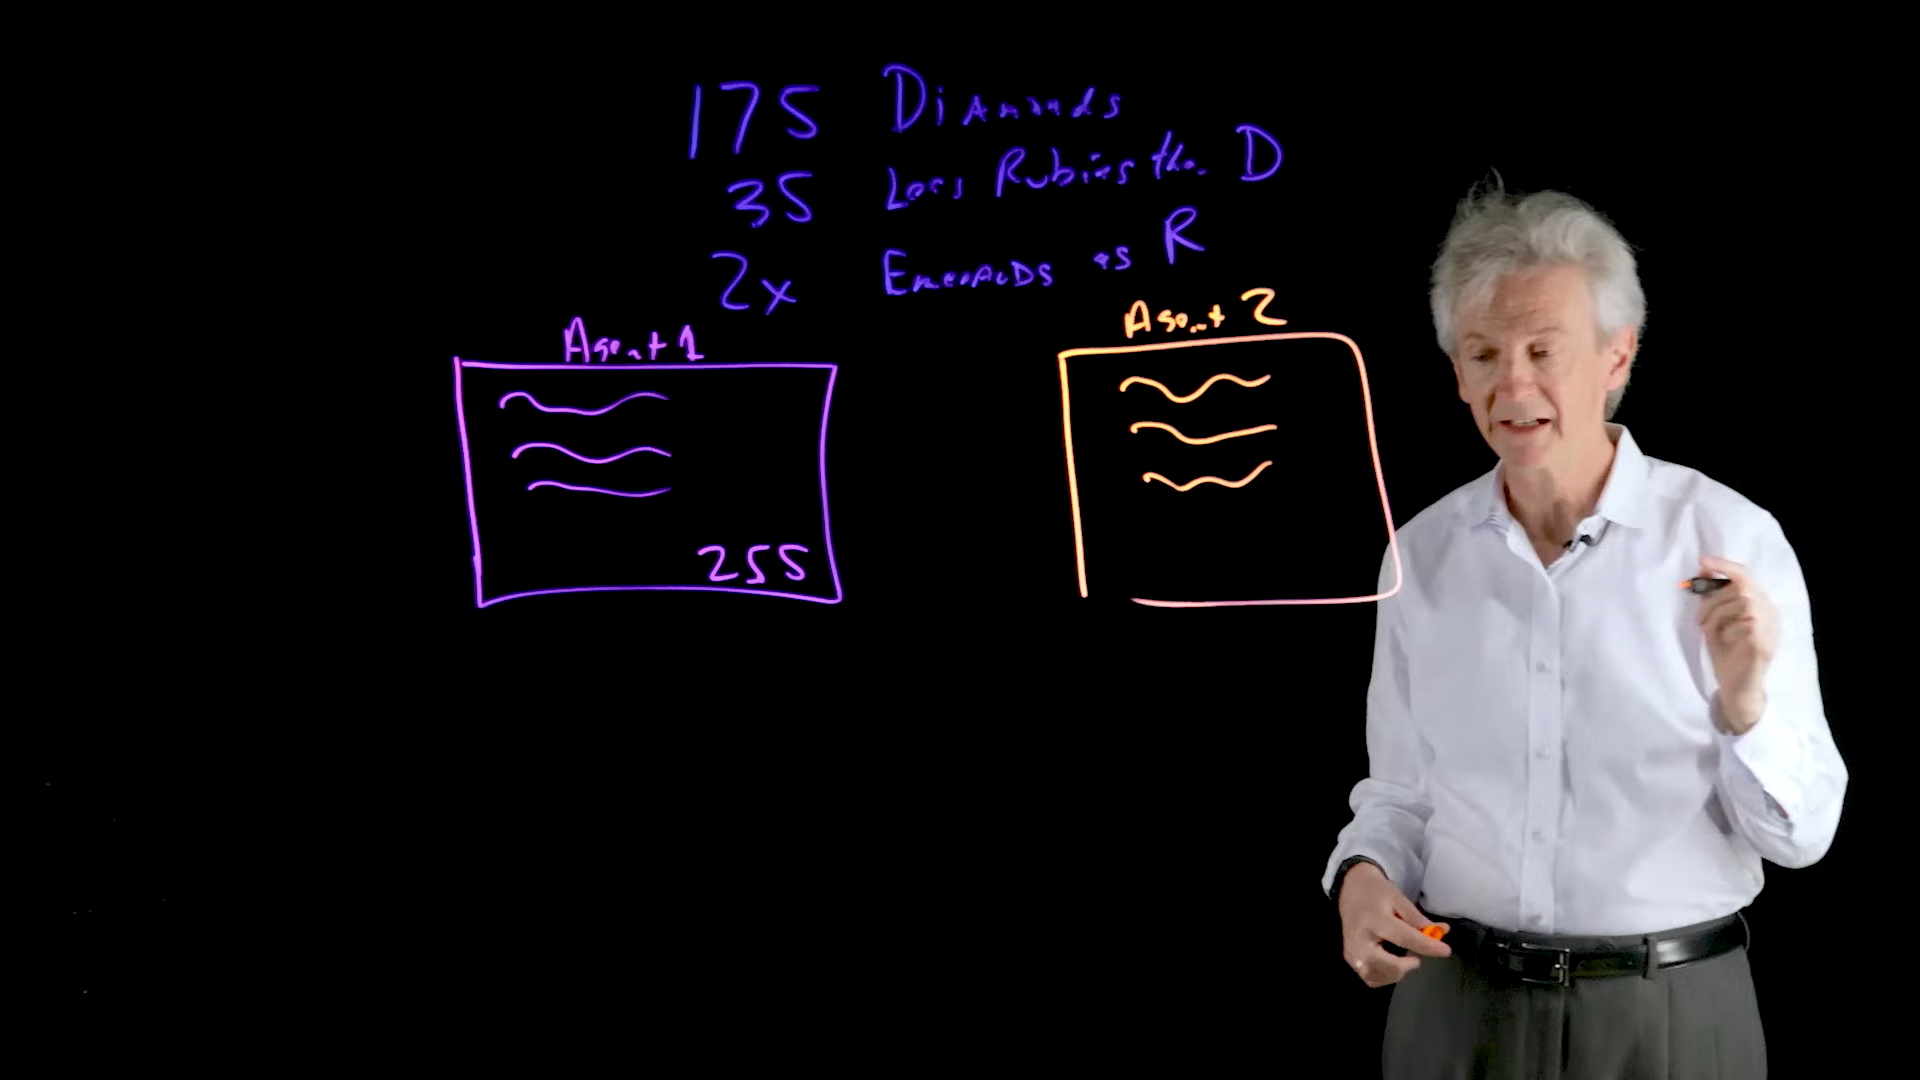 175 Diamonds
35 Less Rubies than D
2x Emeralds as R
Agent 1
Agent 2
255